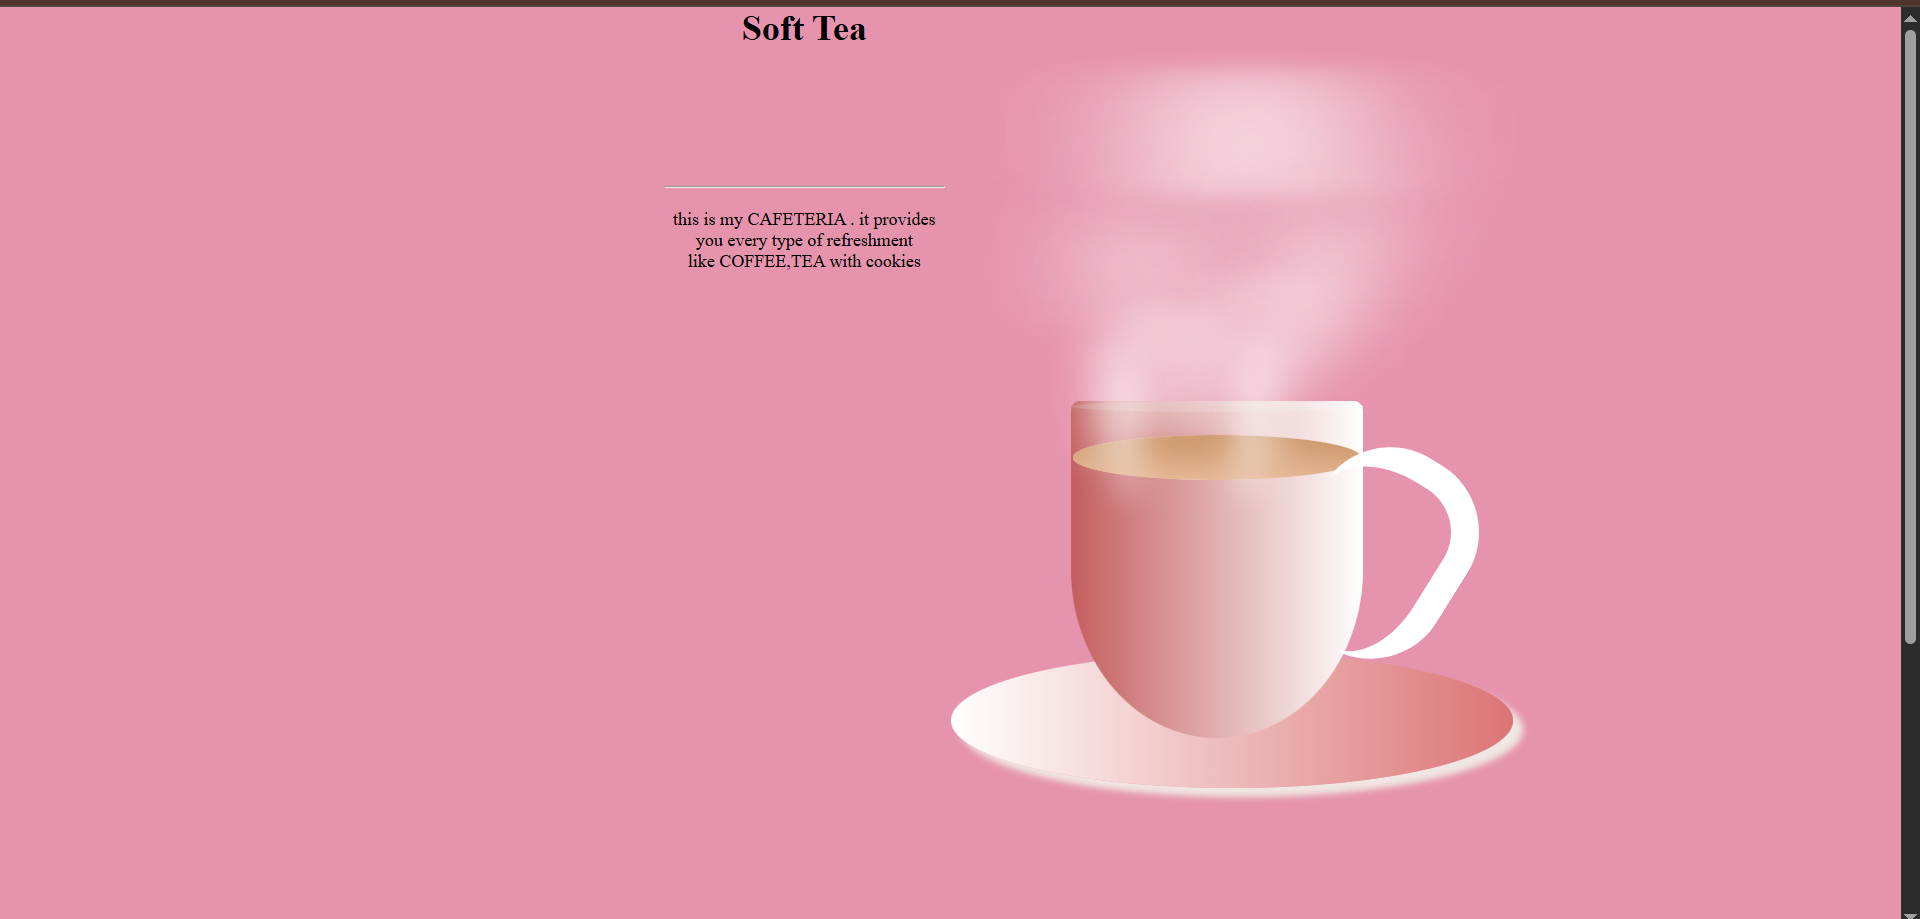 Soft Tea
this is my CAFETERIA . it provides
you every type of refreshment
like COFFEE,TEA with cookies